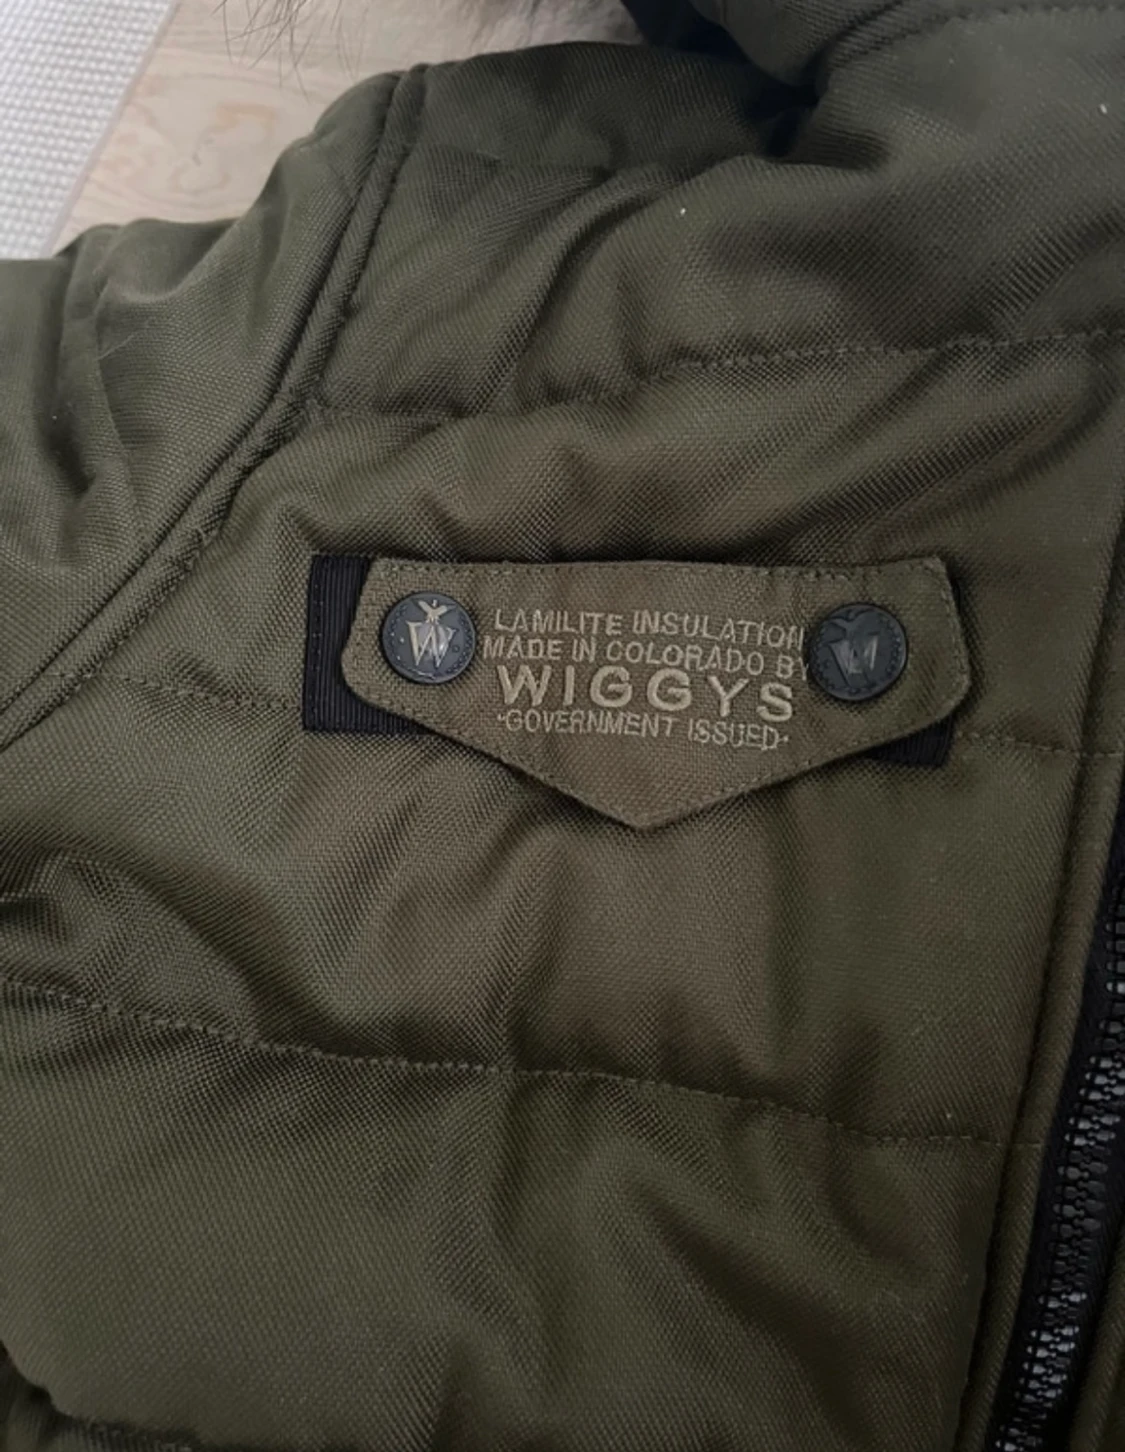 LAMILITE INSULATION
MADE IN COLORADO BY
WIGGYS
·GOVERNMENT ISSUED·
W
W